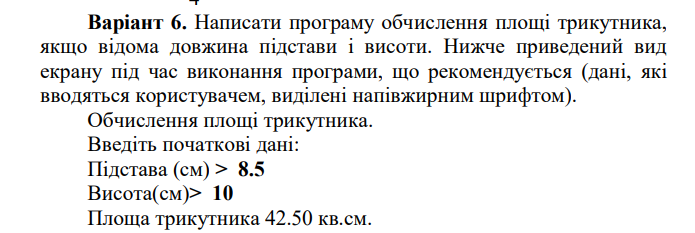 Варіант 6. Написати програму обчислення площі трикутника,
якщо відома довжина підстави і висоти. Нижче приведений вид
екрану під час виконання програми, що рекомендується (дані, які
вводяться користувачем, виділені напівжирним шрифтом).
Обчислення площі трикутника.
Введіть початкові дані:
Підстава (см) > 8.5
Висота(см)> 10
Площа трикутника 42.50 кв.см.